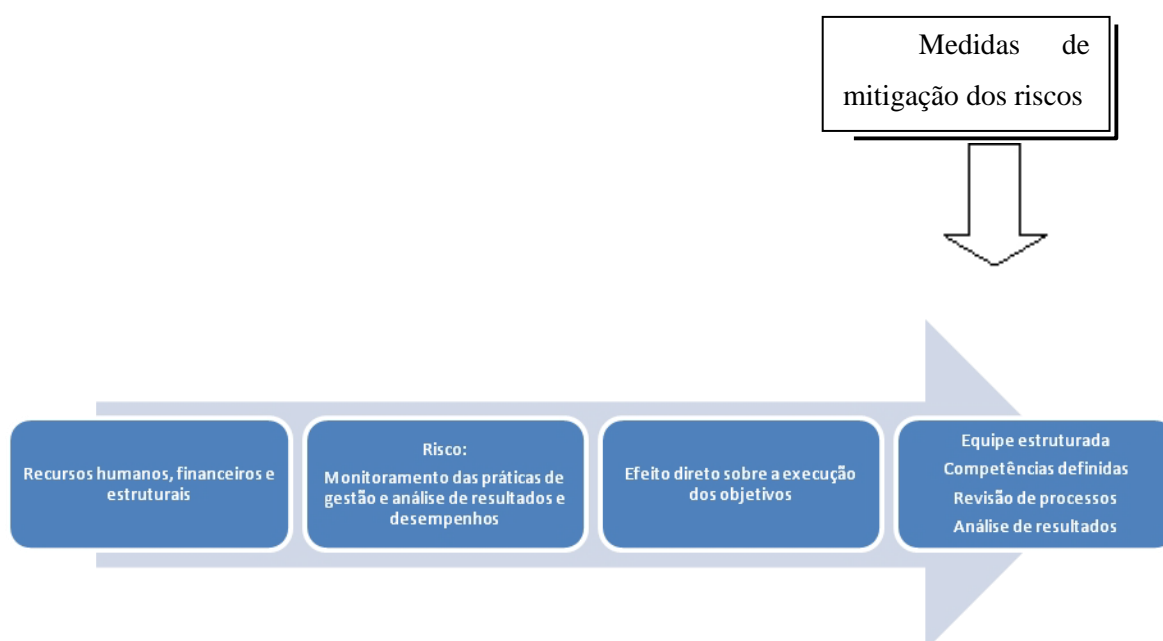 Medidas de
mitigação dos riscos
Recursos humanos, financeiros e
estruturais
Risco:
Monitoramento das práticas de
gestão e análise de resultados e
desempenhos
Efeito direto sobre a execução
dos objetivos
Equipe estruturada
Competências definidas
Revisão de processos
Análise de resultados